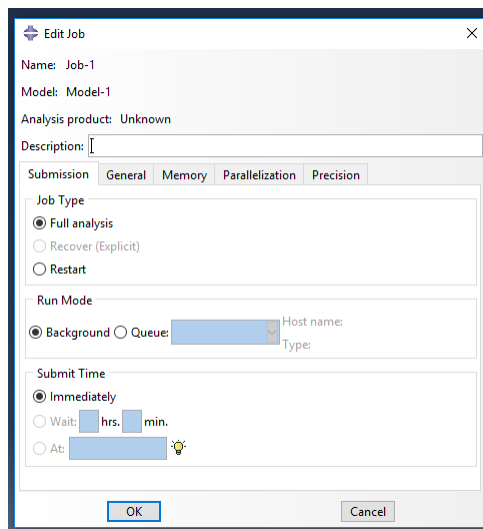 Edit Job
Name: Job-1
Model: Model-1
Analysis product: Unknown
Description:
Submission General Memory Parallelization Precision
Job Type
Full analysis
Recover (Explicit)
Restart
Run Mode
Background Queue: Host name:
Type:
Submit Time
Immediately
Wait: hrs. min.
At:
OK Cancel